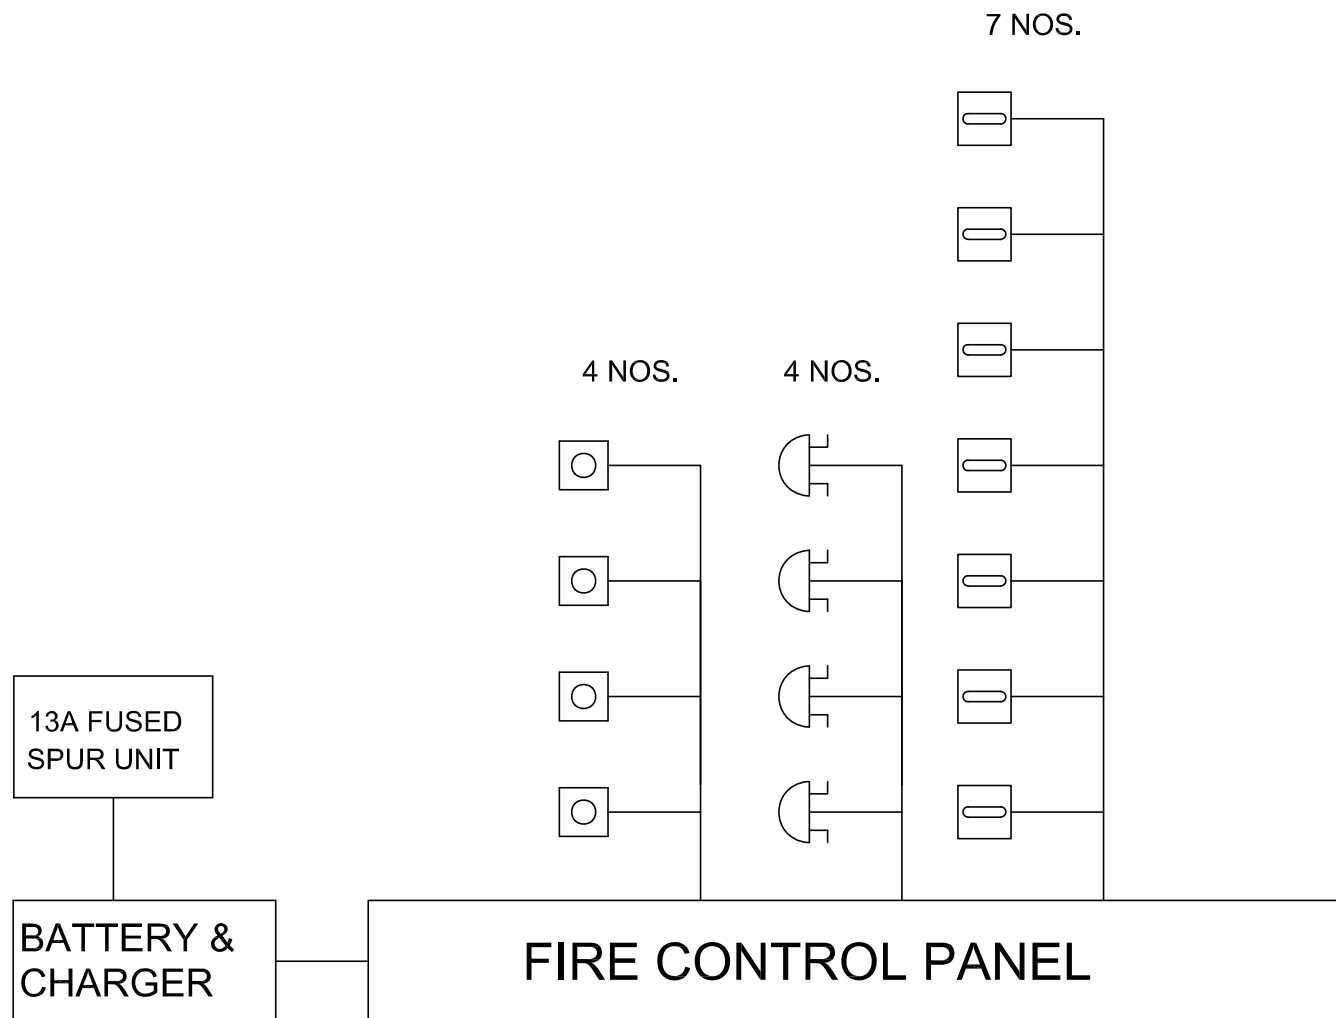 7 NOS.
4 NOS.
4 NOS.
13A FUSED
SPUR UNIT
BATTERY &
CHARGER
FIRE CONTROL PANEL